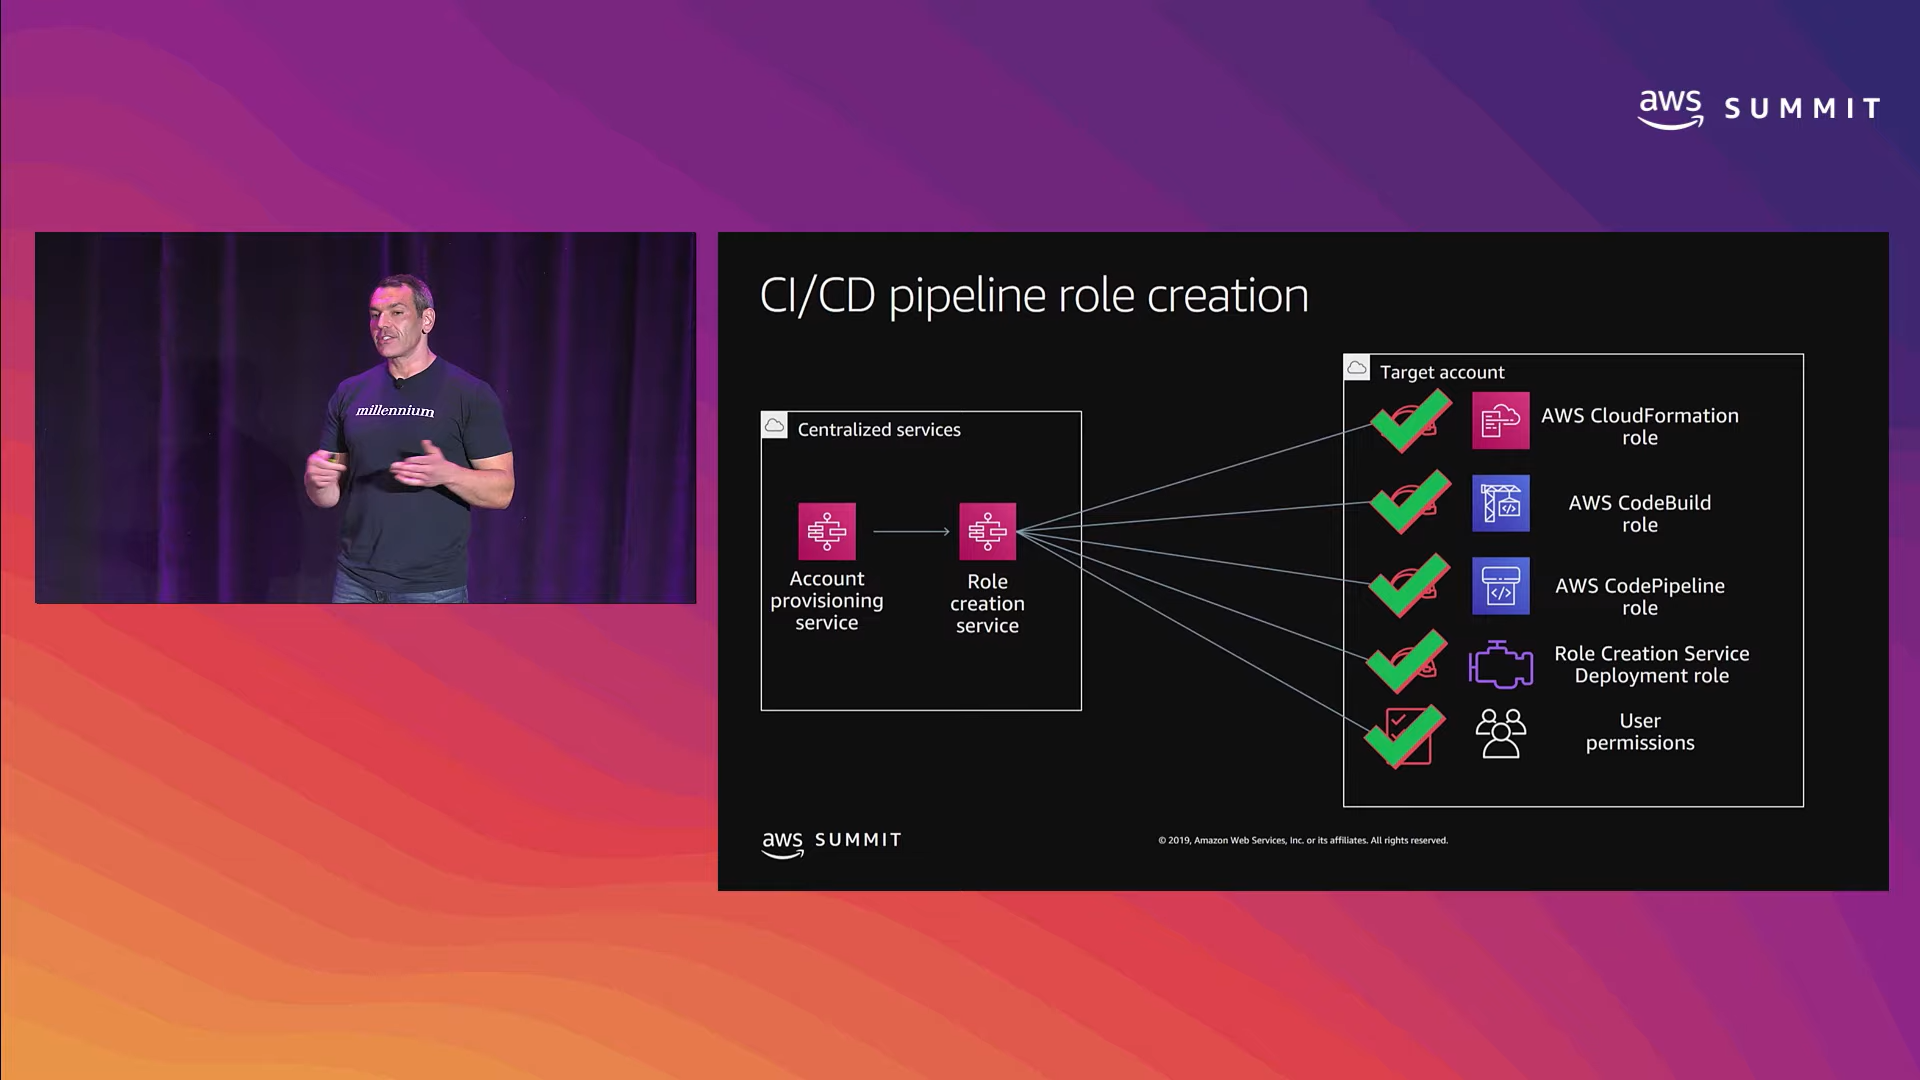 aws SUMMIT
millennium
CI/CD pipeline role creation
Centralized services
Account
provisioning
service
Role
creation
service
Target account
AWS CloudFormation
role
AWS CodeBuild
role
AWS CodePipeline
role
Role Creation Service
Deployment role
User
permissions
aws SUMMIT
© 2019, Amazon Web Services, Inc. or its affiliates. All rights reserved.